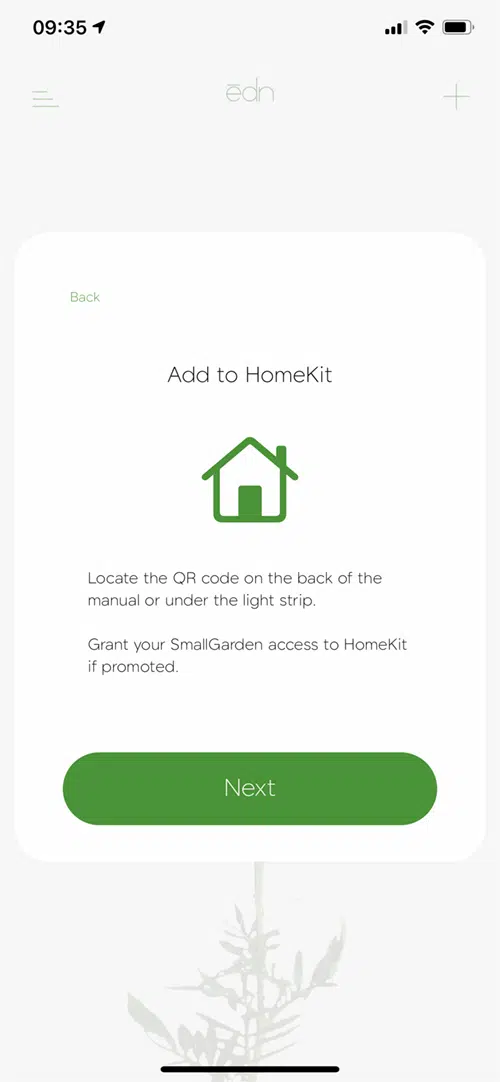 09:35
ēdn
Back
Add to HomeKit
Locate the QR code on the back of the
manual or under the light strip.
Grant your SmallGarden access to HomeKit
if promoted.
Next